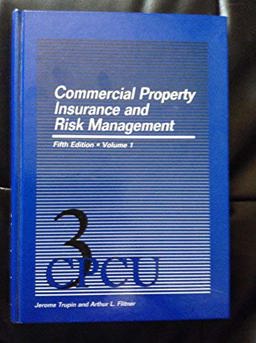 Commercial Property
Insurance and
Risk Management
Fifth Edition • Volume 1
3
CPCU
Jerome Trupin and Arthur L. Flitner